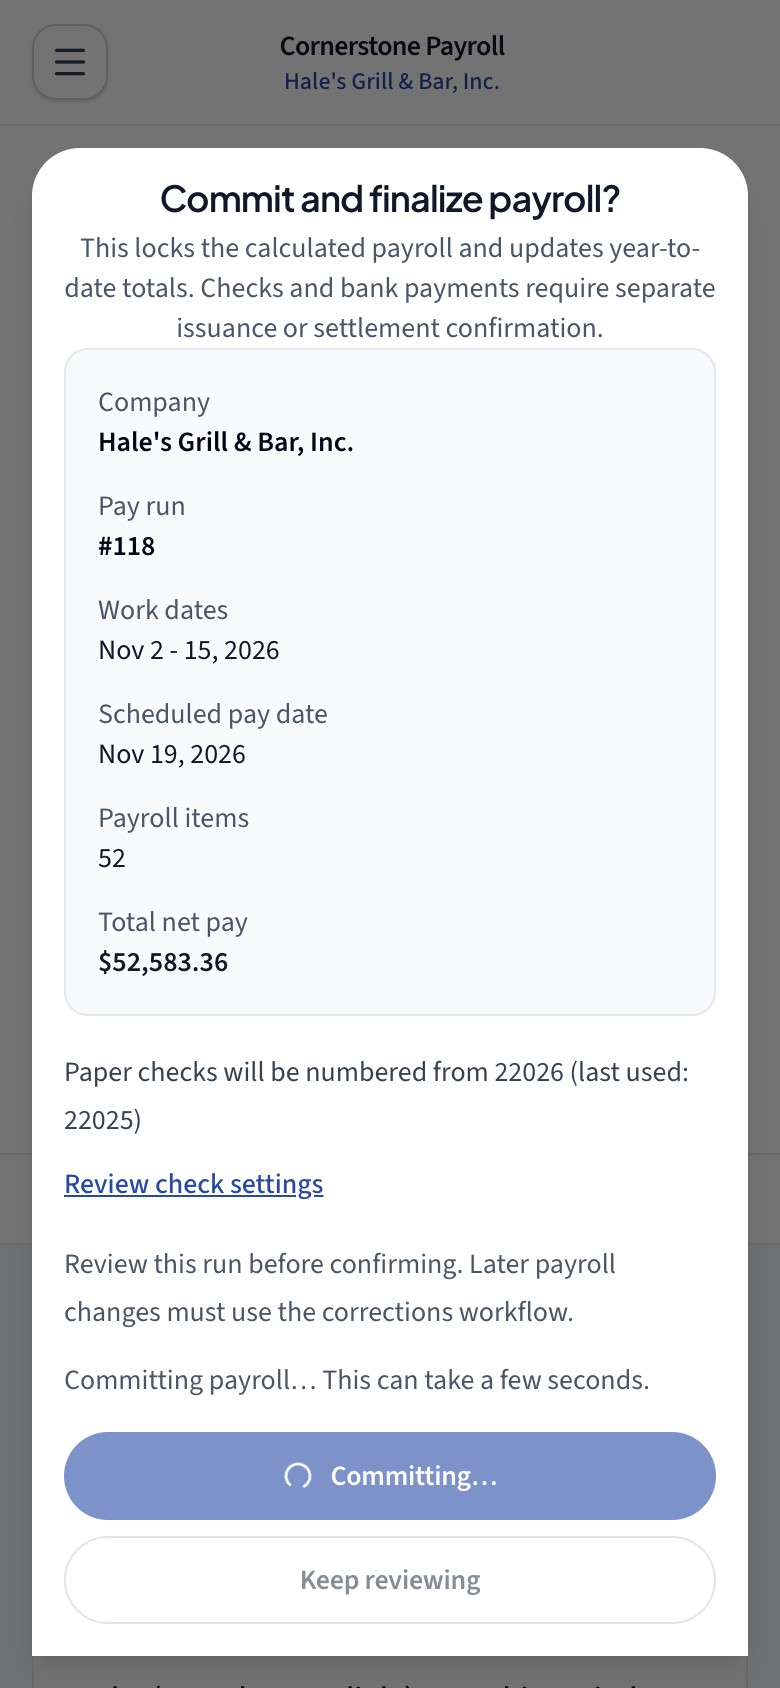 Cornerstone Payroll
Hale's Grill & Bar, Inc.
Commit and finalize payroll?
This locks the calculated payroll and updates year-to-
date totals. Checks and bank payments require separate
issuance or settlement confirmation.
Company
Hale's Grill & Bar, Inc.
Pay run
#118
Work dates
Nov 2 - 15, 2026
Scheduled pay date
Nov 19, 2026
Payroll items
52
Total net pay
$52,583.36
Paper checks will be numbered from 22026 (last used:
22025)
Review check settings
Review this run before confirming. Later payroll
changes must use the corrections workflow.
Committing payroll… This can take a few seconds.
Committing…
Keep reviewing